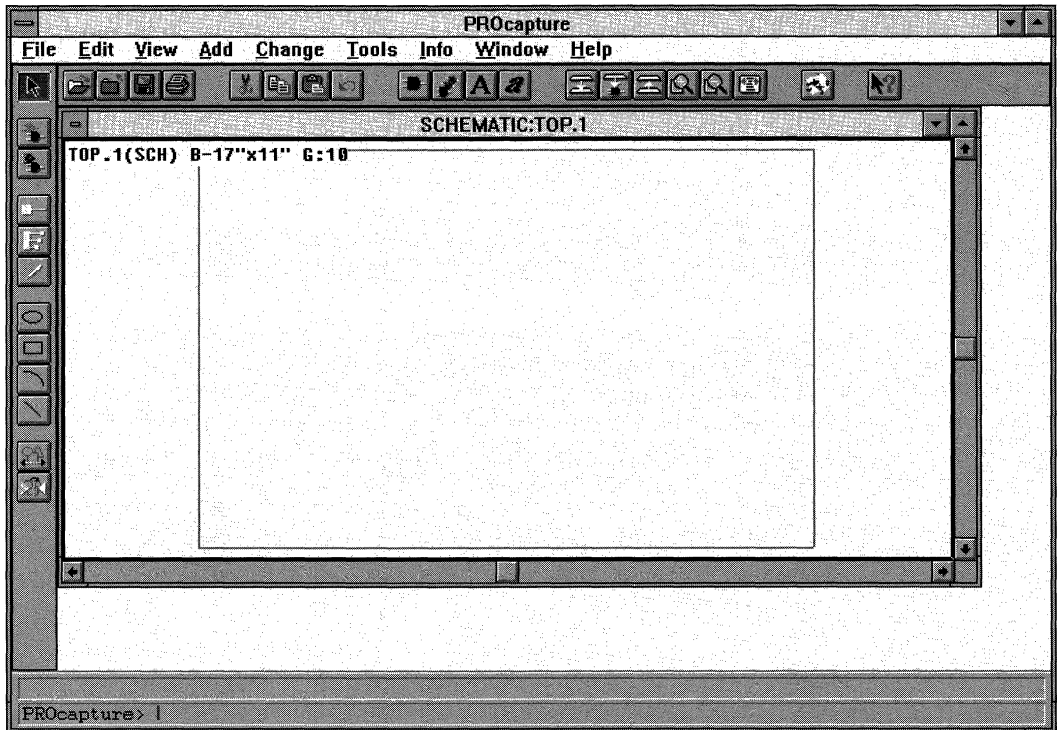 PROcapture
File Edit View Add Change Tools Info Window Help
SCHEMATIC:TOP.1
TOP.1(SCH) B-17"x11" G:10
PROcapture>